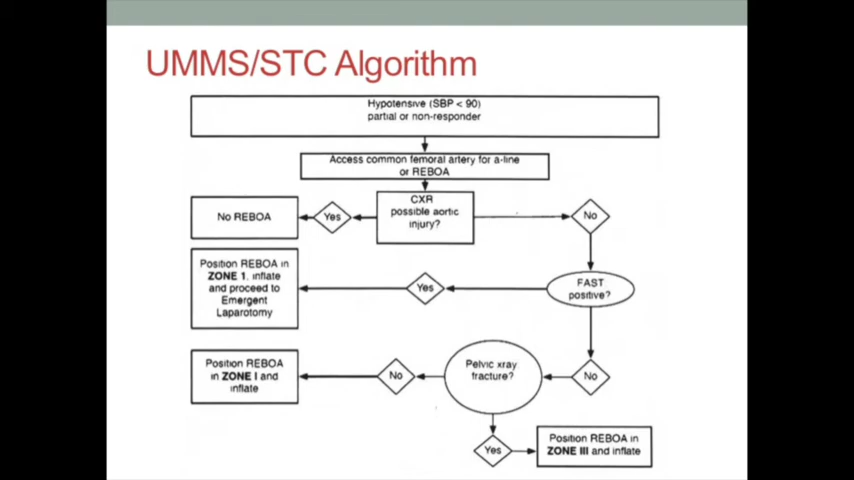 UMMS/STC Algorithm
Hypotensive (SBP < 90)
partial or non-responder
Access common femoral artery for a-line
or REBOA
CXR
possible aortic
injury?
No REBOA
Yes
No
Position REBOA in
ZONE 1. inflate
and proceed to
Emergent
Laparotomy
Yes
FAST
positive?
Position REBOA
in ZONE I and
inflate
No
Pelvic xray
fracture?
No
Yes
Position REBOA in
ZONE III and inflate